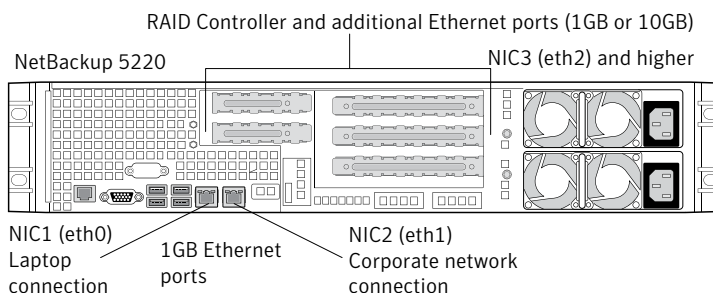 RAID Controller and additional Ethernet ports (1GB or 10GB)
NetBackup 5220
NIC3 (eth2) and higher
NIC1 (eth0)
Laptop
connection
1GB Ethernet
ports
NIC2 (eth1)
Corporate network
connection